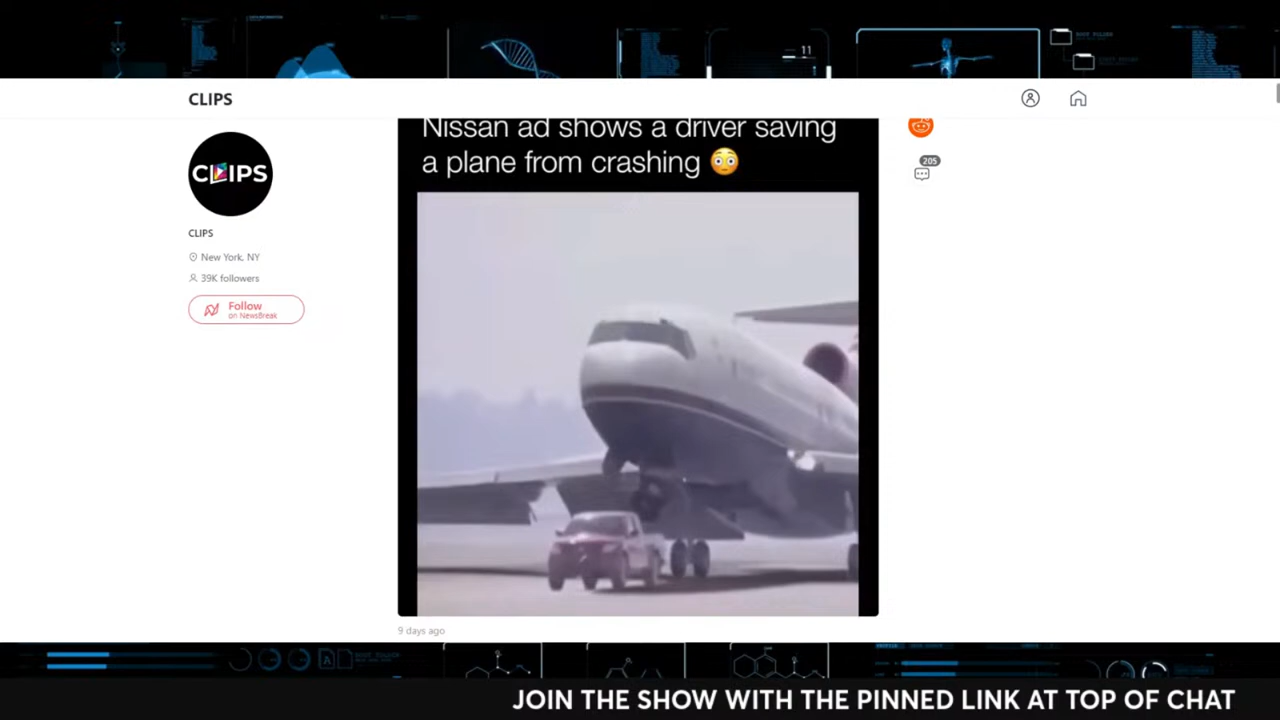 11
CLIPS
Nissan ad shows a driver saving
a plane from crashing 😳
205
CLIPS
CLIPS
New York, NY
39K followers
Follow
on NewsBreak
9 days ago
JOIN THE SHOW WITH THE PINNED LINK AT TOP OF CHAT